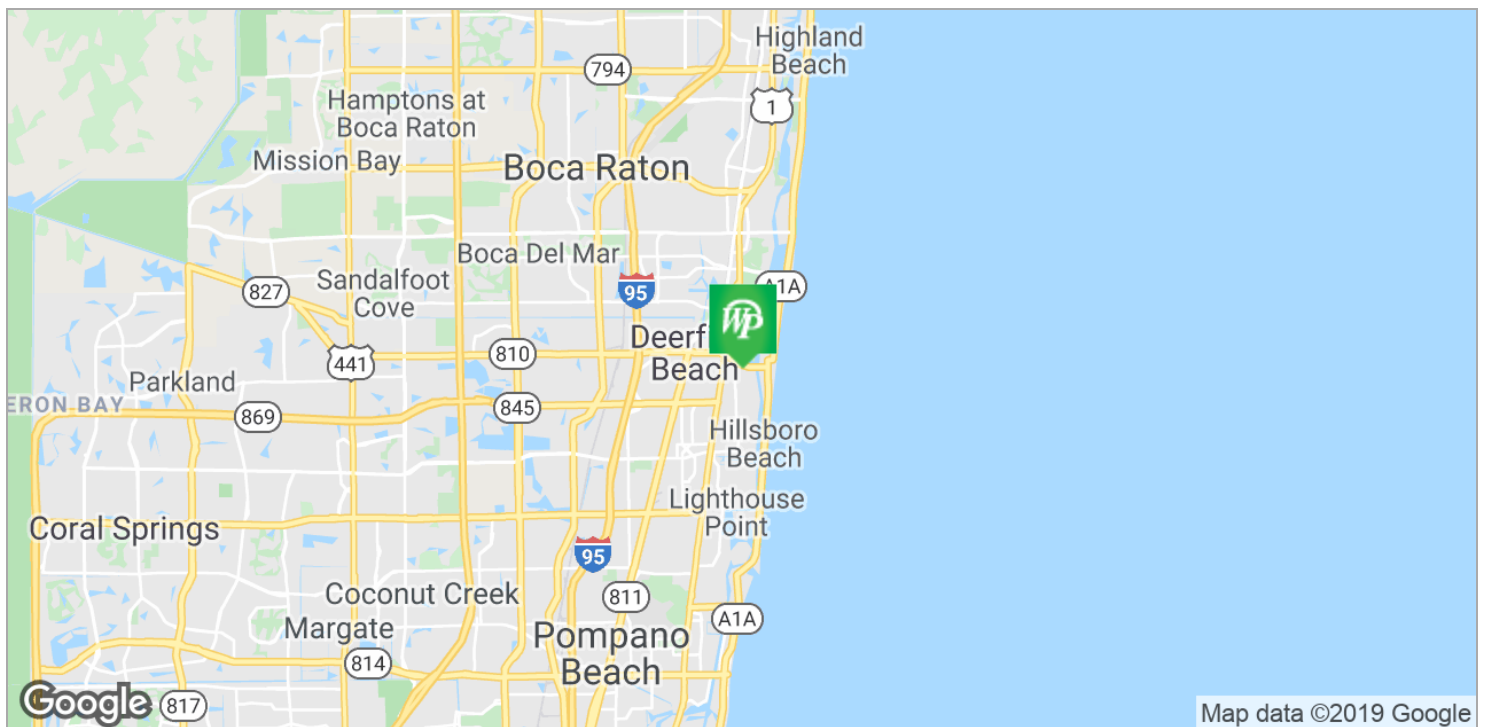 Highland
Beach
794
1
Hamptons at
Boca Raton
Mission Bay
Boca Raton
Boca Del Mar
827
Sandalfoot
Cove
95
A1A
WP
Deerf
Beach
441
810
Parkland
ERON BAY
869
845
Hillsboro
Beach
Lighthouse
Point
Coral Springs
95
Coconut Creek
811
Margate
A1A
Pompano
Beach
814
Google
817
Map data ©2019 Google